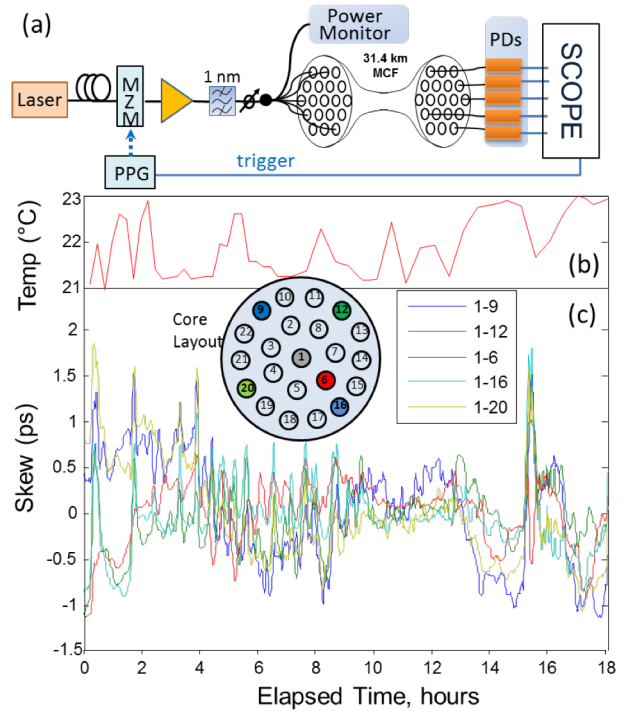 (a)
Power
Monitor
PDs
31.4 km
MCF
1 nm
Laser
MZM
SCOPE
PPG
trigger
Temp (°C)
23
22
21
(b)
(c)
Core
Layout
10
11
9
12
2
8
22
13
3
7
21
1
14
4
6
20
5
15
19
16
18
17
1-9
1-12
1-6
1-16
1-20
Skew (ps)
2
1.5
1
0.5
0
-0.5
-1
-1.5
0 2 4 6 8 10 12 14 16 18
Elapsed Time, hours